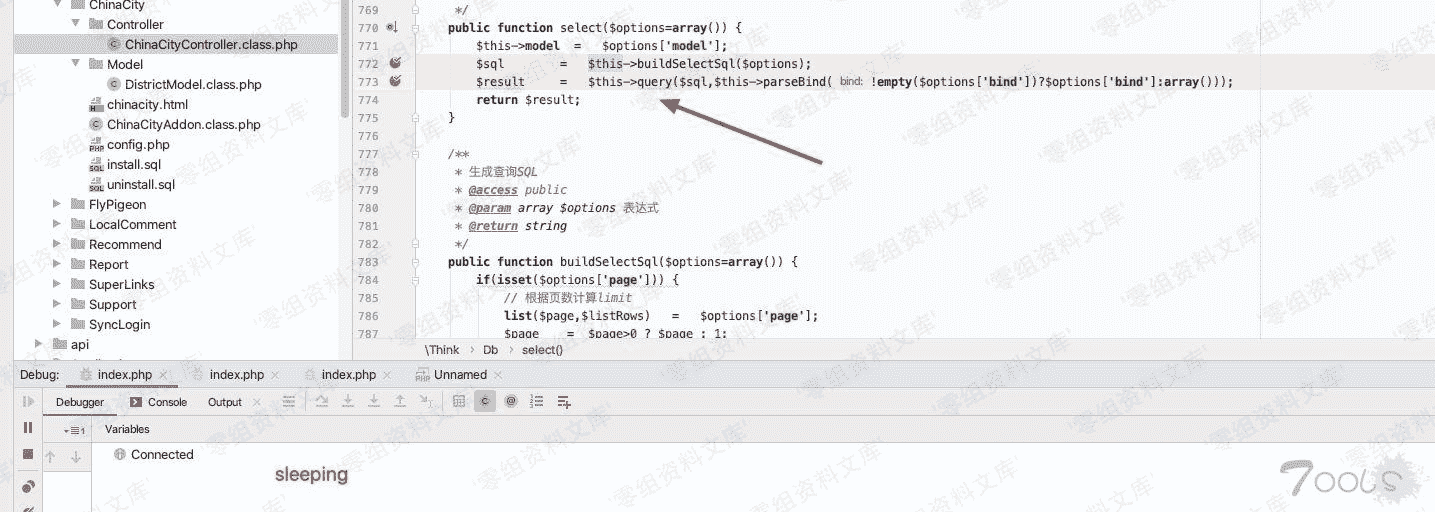 ChinaCity
Controller
ChinaCityController.class.php
Model
DistrictModel.class.php
chinacity.html
ChinaCityAddon.class.php
config.php
install.sql
uninstall.sql
FlyPigeon
LocalComment
Recommend
Report
SuperLinks
Support
SyncLogin
api
769 */
770 public function select($options=array()) {
771 $this->model = $options['model'];
772 $sql = $this->buildSelectSql($options);
773 $result = $this->query($sql,$this->parseBind( bind: !empty($options['bind'])?$options['bind']:array()));
774 return $result;
775 }
776
777 /**
778 * 生成查询SQL
779 * @access public
780 * @param array $options 表达式
781 * @return string
782 */
783 public function buildSelectSql($options=array()) {
784 if(isset($options['page'])) {
785 // 根据页数计算limit
786 list($page,$listRows) = $options['page'];
787 $page = $page>0 ? $page : 1;
\Think › Db › select()
Debug: index.php × index.php × index.php × Unnamed ×
Debugger Console Output ×
Variables
Connected
sleeping
7ools
'零组资料文库'